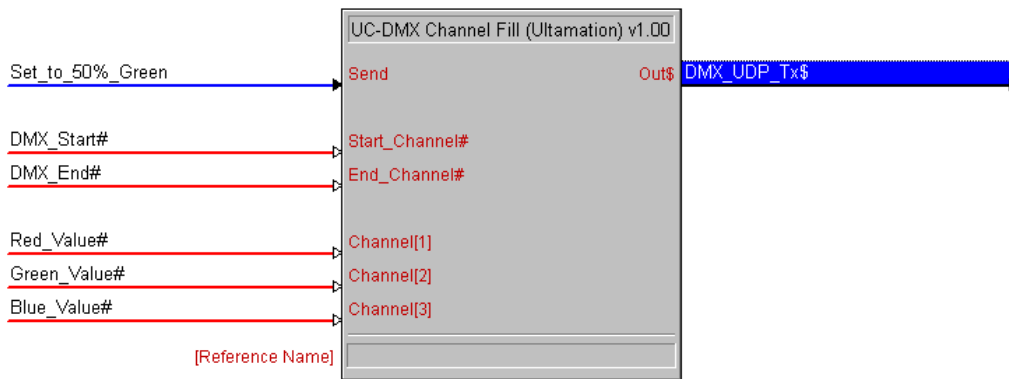 UC-DMX Channel Fill (Ultamation) v1.00
Set_to_50%_Green Send Out$ DMX_UDP_Tx$
DMX_Start# Start_Channel#
DMX_End# End_Channel#
Red_Value# Channel[1]
Green_Value# Channel[2]
Blue_Value# Channel[3]
[Reference Name]